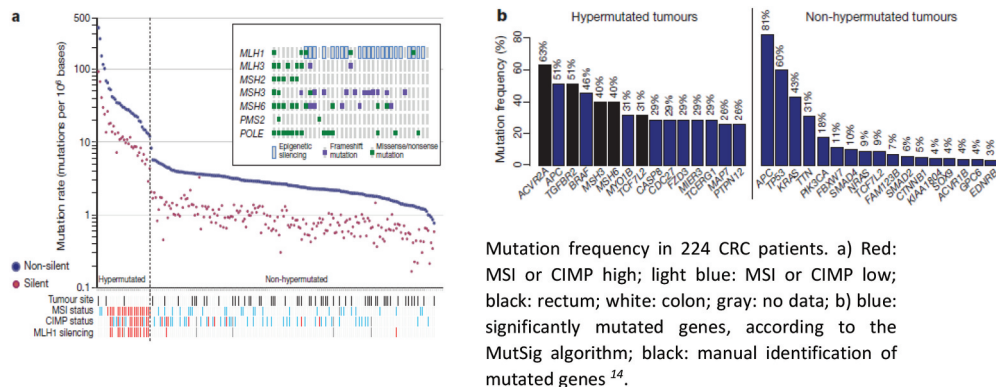 a
Mutation rate (mutations per 10⁶ bases)
500
100
10
1
0.1
MLH1
MLH3
MSH2
MSH3
MSH6
PMS2
POLE
Epigenetic silencing
Frameshift mutation
Missense/nonsense mutation
Non-silent
Silent
Hypermutated
Non-hypermutated
Tumour site
MSI status
CIMP status
MLH1 silencing
b
Hypermutated tumours
Non-hypermutated tumours
Mutation frequency (%)
80
60
40
20
0
63%
51%
51%
46%
40%
40%
31%
31%
29%
29%
29%
29%
29%
26%
26%
ACVR2A
APC
TGFBR2
BRAF
MSH3
MSH6
MYO1B
TCF7L2
CASP8
CDC27
FZD3
MIER3
TCERG1
MAP7
PTPN12
81%
60%
43%
31%
18%
11%
10%
9%
9%
7%
6%
5%
4%
4%
4%
4%
3%
APC
TP53
KRAS
TTN
PIK3CA
FBXW7
SMAD4
NRAS
TCF7L2
FAM123B
SMAD2
CTNNB1
KIAA1804
SOX9
ACVR1B
GPC6
EDNRB
Mutation frequency in 224 CRC patients. a) Red:
MSI or CIMP high; light blue: MSI or CIMP low;
black: rectum; white: colon; gray: no data; b) blue:
significantly mutated genes, according to the
MutSig algorithm; black: manual identification of
mutated genes ¹⁴.